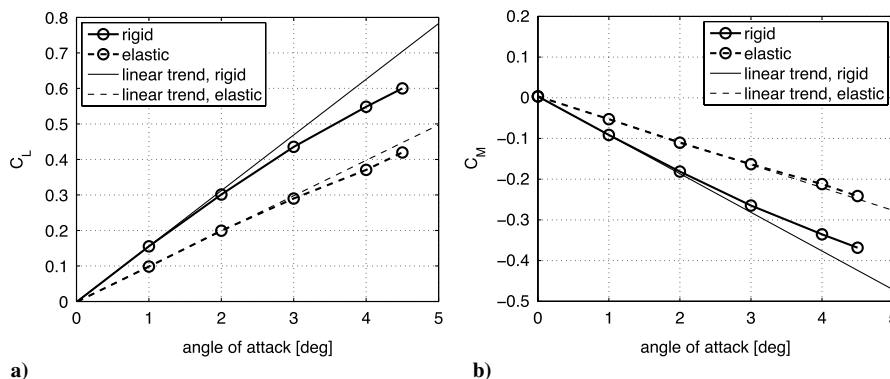 0.8
0.7
0.6
0.5
0.4
0.3
0.2
0.1
0
C_L
rigid
elastic
linear trend, rigid
linear trend, elastic
0 1 2 3 4 5
angle of attack [deg]
a)
0.2
0.1
0
−0.1
−0.2
−0.3
−0.4
−0.5
C_M
rigid
elastic
linear trend, rigid
linear trend, elastic
0 1 2 3 4 5
angle of attack [deg]
b)